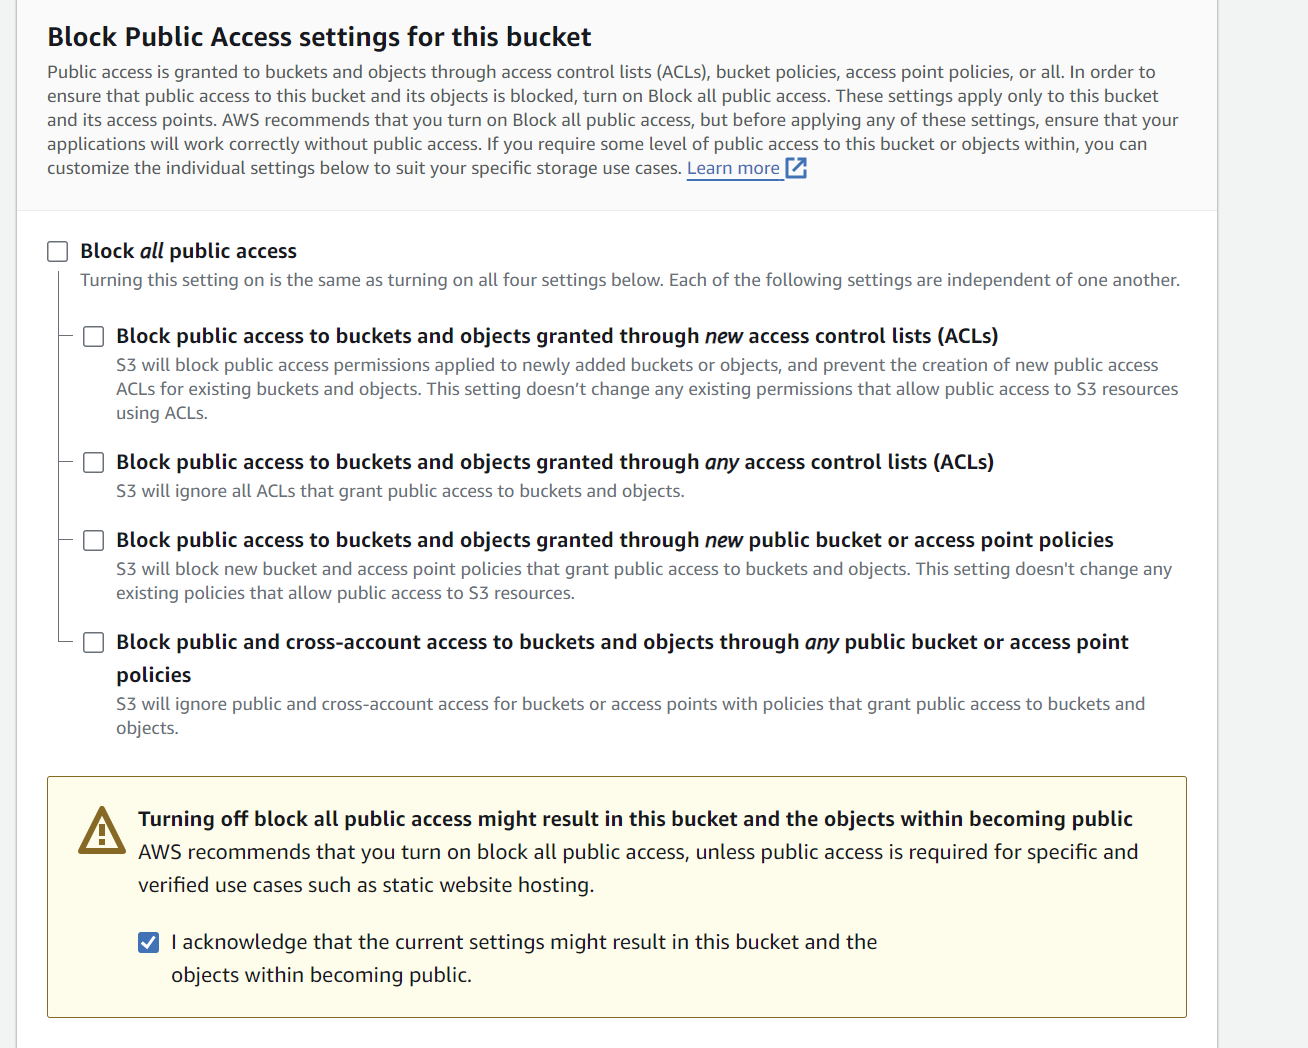 Block Public Access settings for this bucket
Public access is granted to buckets and objects through access control lists (ACLs), bucket policies, access point policies, or all. In order to
ensure that public access to this bucket and its objects is blocked, turn on Block all public access. These settings apply only to this bucket
and its access points. AWS recommends that you turn on Block all public access, but before applying any of these settings, ensure that your
applications will work correctly without public access. If you require some level of public access to this bucket or objects within, you can
customize the individual settings below to suit your specific storage use cases. Learn more
Block all public access
Turning this setting on is the same as turning on all four settings below. Each of the following settings are independent of one another.
Block public access to buckets and objects granted through new access control lists (ACLs)
S3 will block public access permissions applied to newly added buckets or objects, and prevent the creation of new public access
ACLs for existing buckets and objects. This setting doesn’t change any existing permissions that allow public access to S3 resources
using ACLs.
Block public access to buckets and objects granted through any access control lists (ACLs)
S3 will ignore all ACLs that grant public access to buckets and objects.
Block public access to buckets and objects granted through new public bucket or access point policies
S3 will block new bucket and access point policies that grant public access to buckets and objects. This setting doesn't change any
existing policies that allow public access to S3 resources.
Block public and cross-account access to buckets and objects through any public bucket or access point
policies
S3 will ignore public and cross-account access for buckets or access points with policies that grant public access to buckets and
objects.
Turning off block all public access might result in this bucket and the objects within becoming public
AWS recommends that you turn on block all public access, unless public access is required for specific and
verified use cases such as static website hosting.
I acknowledge that the current settings might result in this bucket and the
objects within becoming public.